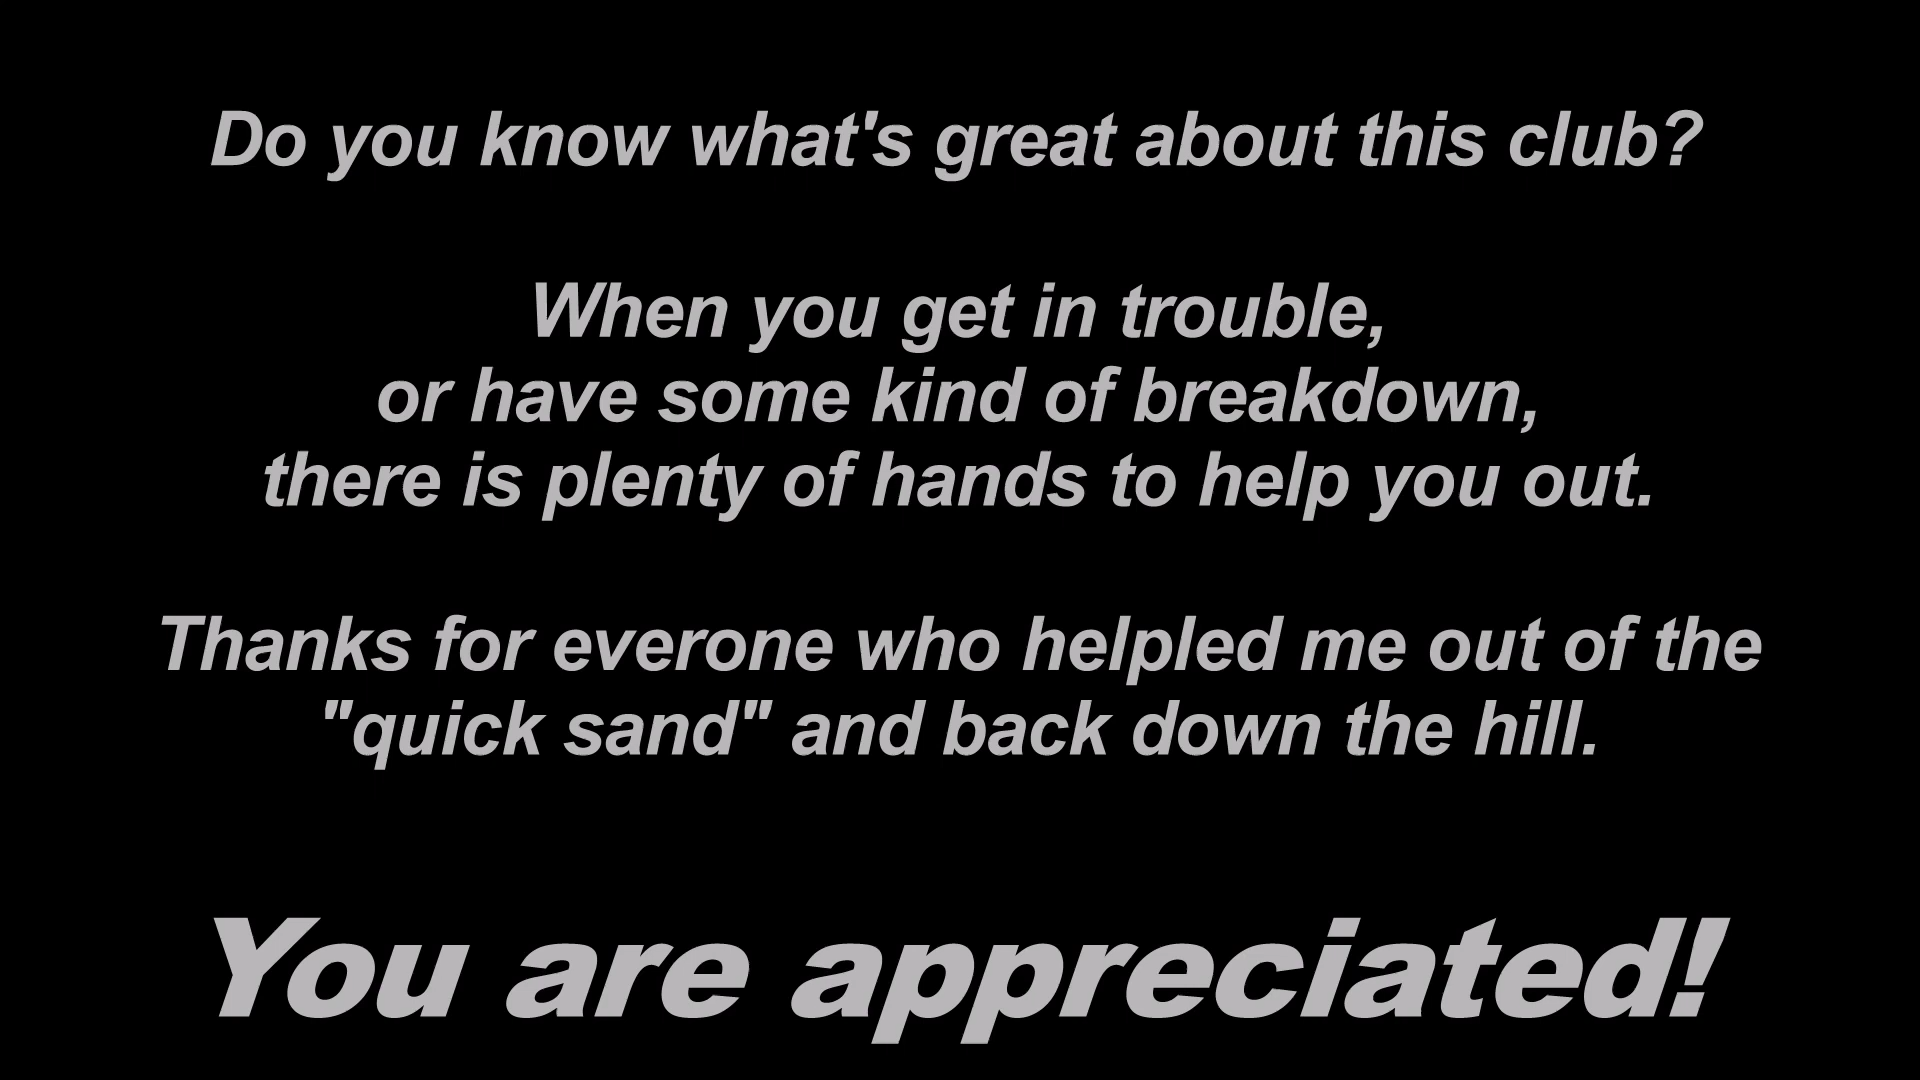 Do you know what's great about this club?
When you get in trouble,
or have some kind of breakdown,
there is plenty of hands to help you out.
Thanks for everone who helpled me out of the
"quick sand" and back down the hill.
You are appreciated!